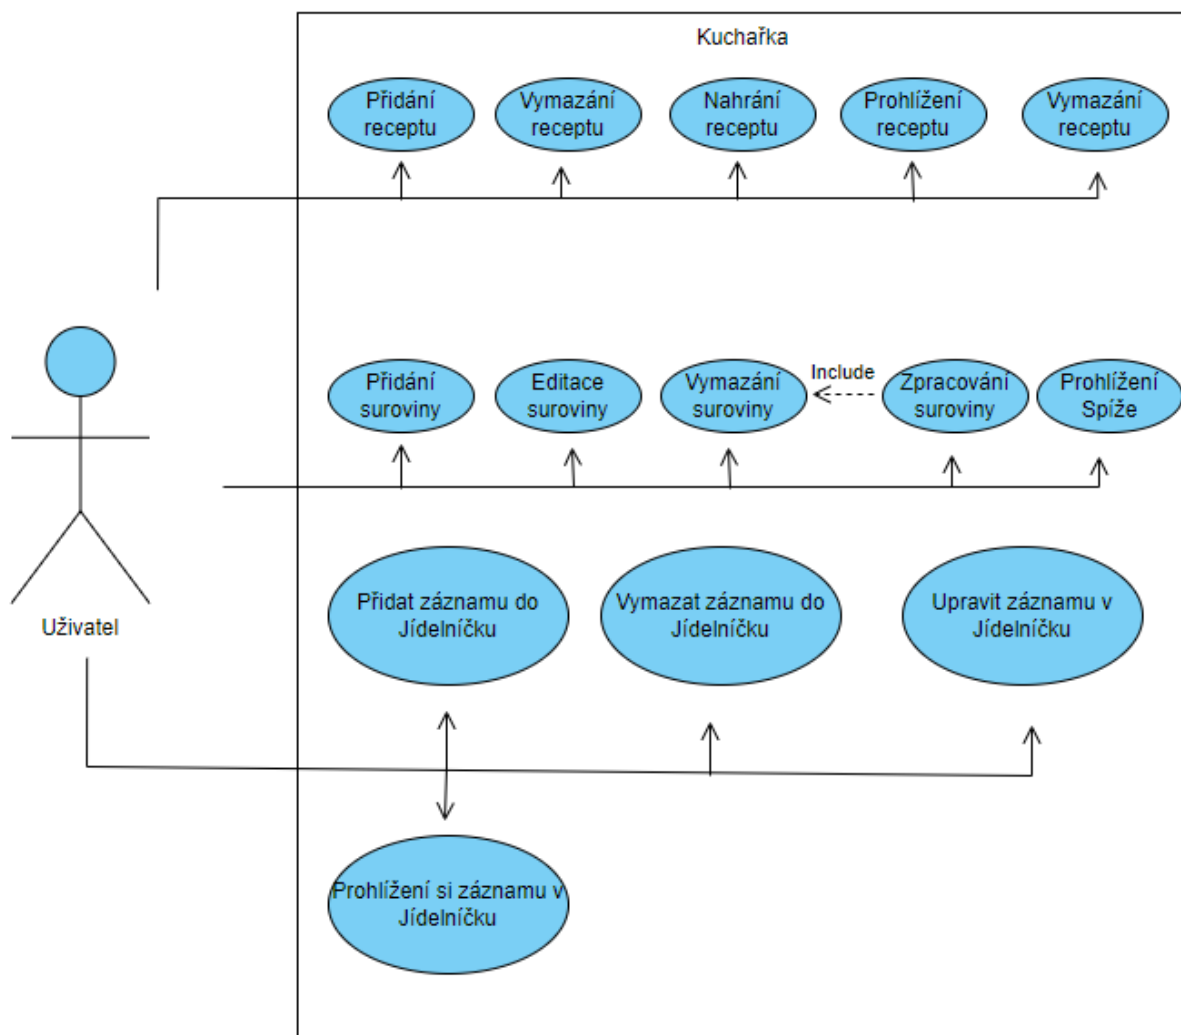 Kuchařka
Přidání
receptu
Vymazání
receptu
Nahrání
receptu
Prohlížení
receptu
Vymazání
receptu
Přidání
suroviny
Editace
suroviny
Vymazání
suroviny
Include
Zpracování
suroviny
Prohlížení
Spíže
Uživatel
Přidat záznamu do
Jídelníčku
Vymazat záznamu do
Jídelníčku
Upravit záznamu v
Jídelníčku
Prohlížení si záznamu v
Jídelníčku